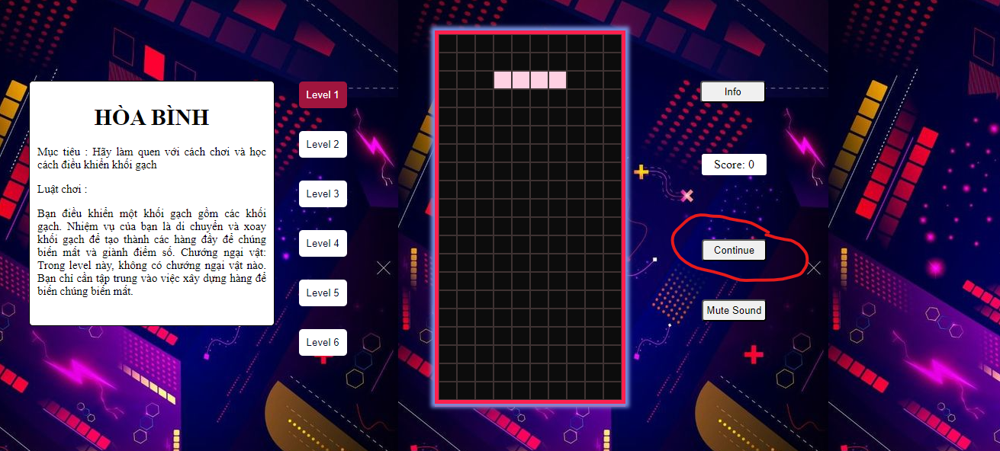 HÒA BÌNH
Mục tiêu : Hãy làm quen với cách chơi và học
cách điều khiển khối gạch
Luật chơi :
Bạn điều khiển một khối gạch gồm các khối
gạch. Nhiệm vụ của bạn là di chuyển và xoay
khối gạch để tạo thành các hàng đầy để chúng
biến mất và giành điểm số. Chướng ngại vật:
Trong level này, không có chướng ngại vật nào.
Bạn chỉ cần tập trung vào việc xây dựng hàng để
biến chúng biến mất.
Level 1
Level 2
Level 3
Level 4
Level 5
Level 6
Info
Score: 0
Continue
Mute Sound